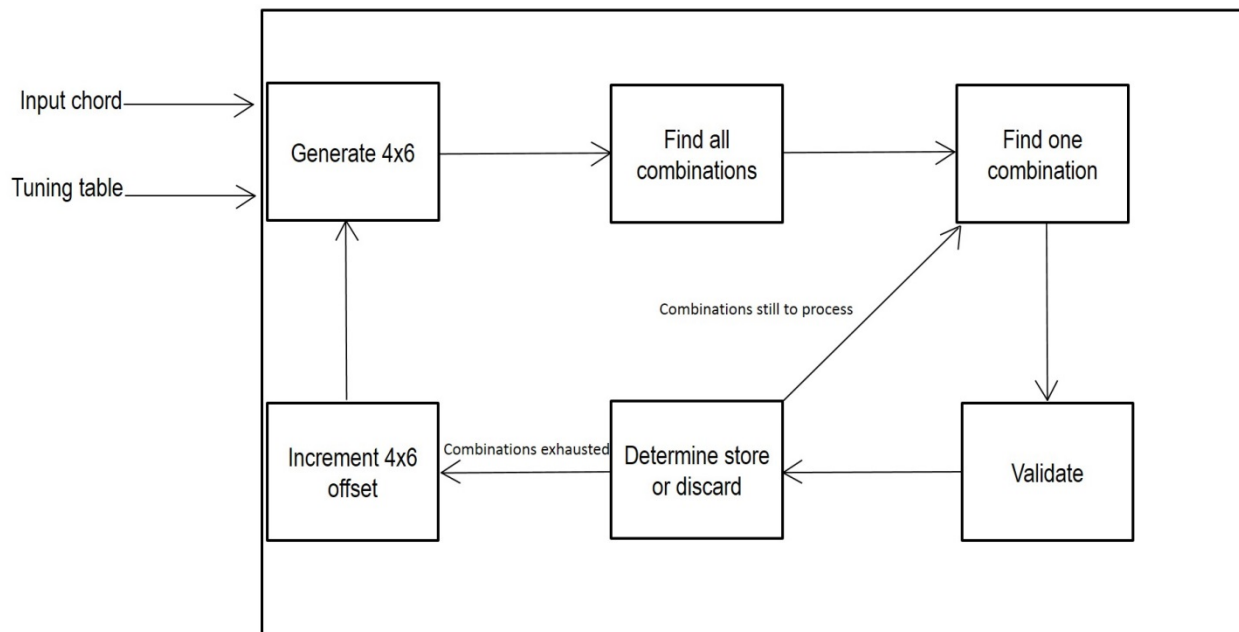 Input chord
Tuning table
Generate 4x6
Find all
combinations
Find one
combination
Combinations still to process
Increment 4x6
offset
Combinations exhausted
Determine store
or discard
Validate